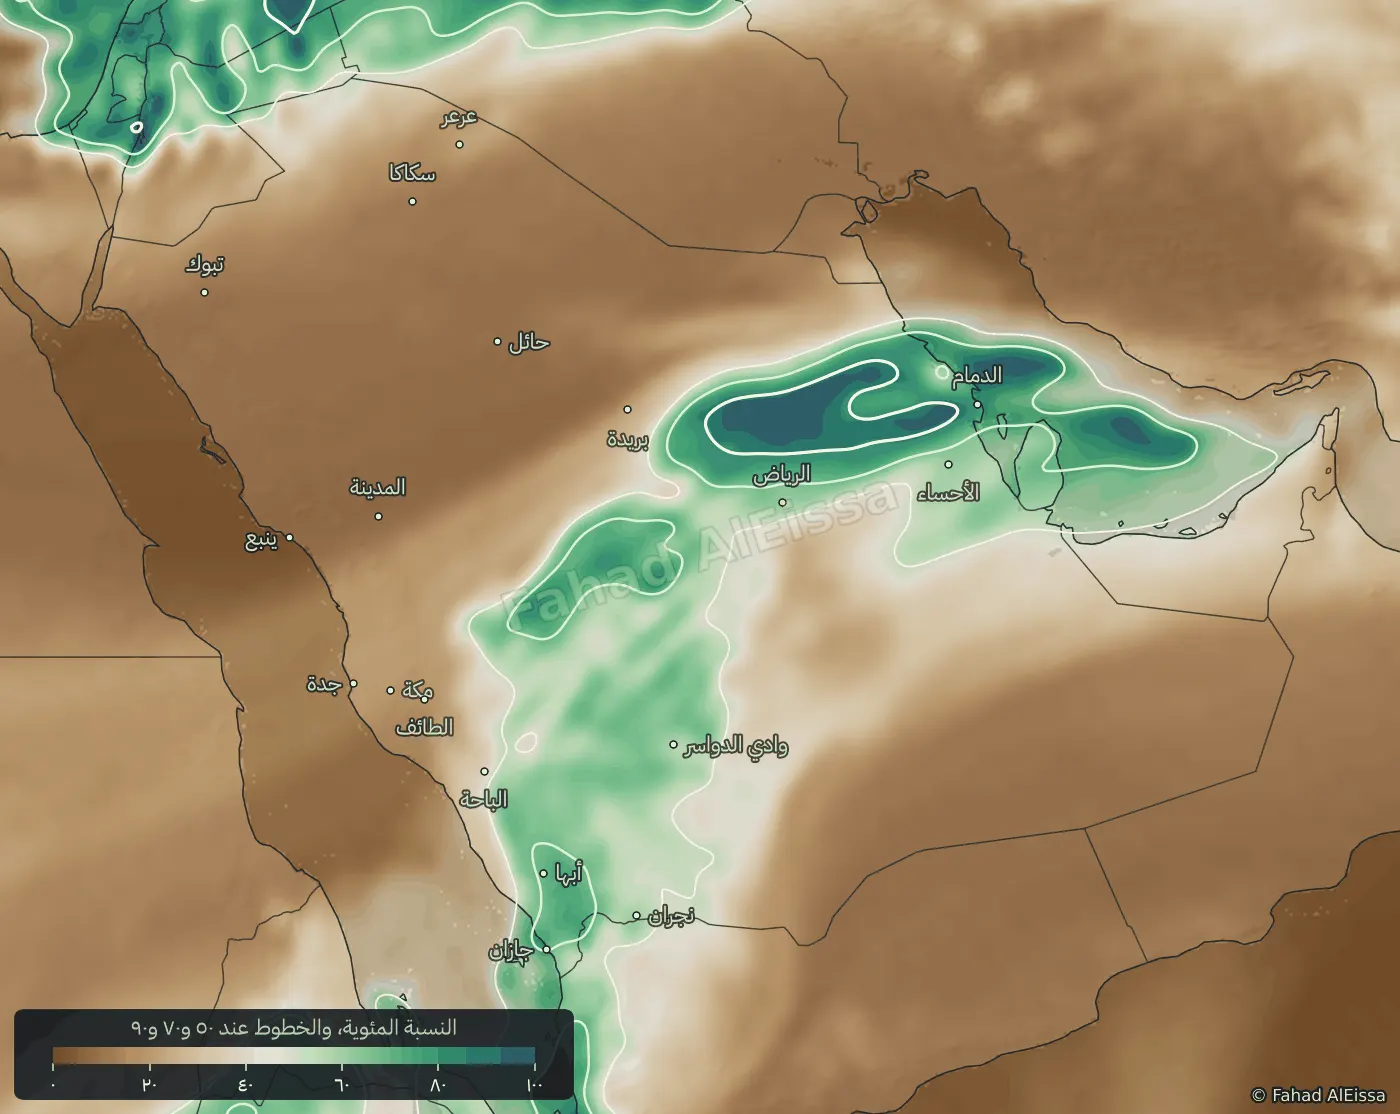 عرعر
سكاكا
تبوك
حائل
الدمام
بريدة
الرياض
المدينة
الأحساء
ينبع
Fahad AlEissa
جدة
مكة
الطائف
وادي الدواسر
الباحة
أبها
نجران
جازان
النسبة المئوية، والخطوط عند ٥٠ و٧٠ و٩٠
٠ ٢٠ ٤٠ ٦٠ ٨٠ ١٠٠
© Fahad AlEissa